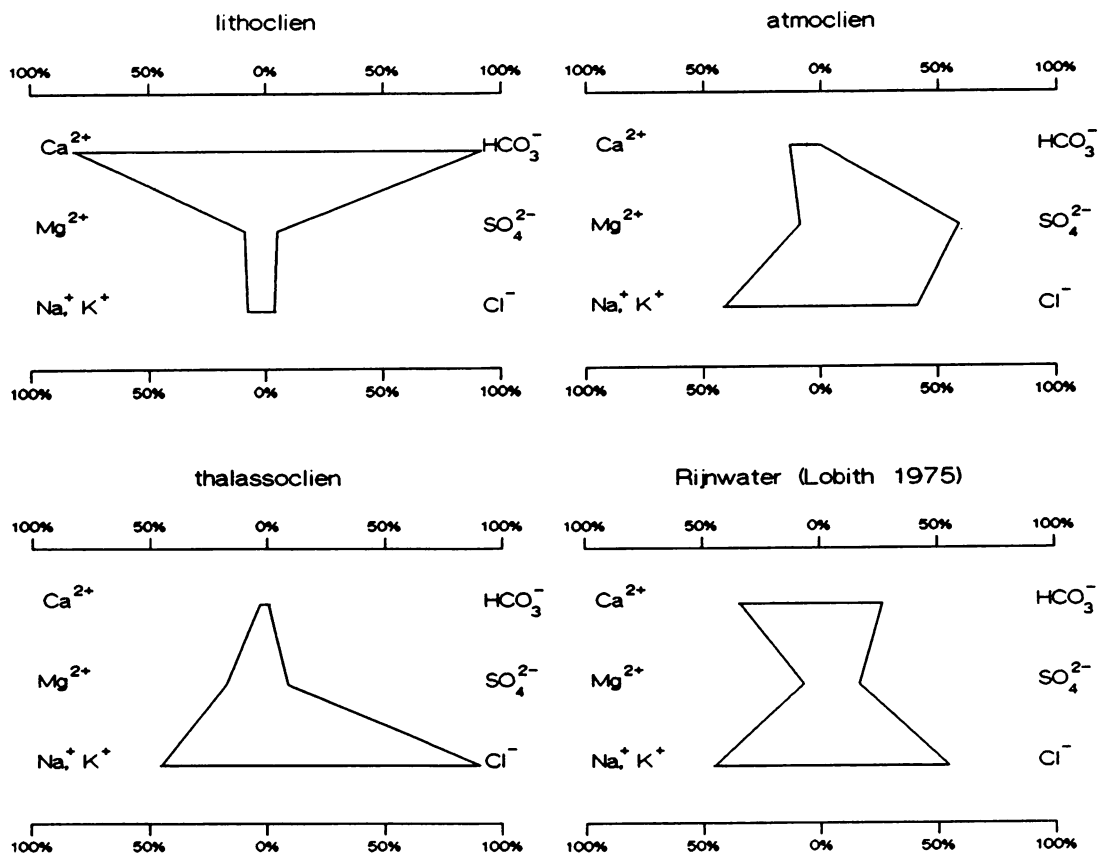 lithoclien
100% 50% 0% 50% 100%
Ca²⁺ HCO₃⁻
Mg²⁺ SO₄²⁻
Na,⁺ K⁺ Cl⁻
100% 50% 0% 50% 100%
atmoclien
100% 50% 0% 50% 100%
Ca²⁺ HCO₃⁻
Mg²⁺ SO₄²⁻
Na,⁺ K⁺ Cl⁻
100% 50% 0% 50% 100%
thalassoclien
100% 50% 0% 50% 100%
Ca²⁺ HCO₃⁻
Mg²⁺ SO₄²⁻
Na,⁺ K⁺ Cl⁻
100% 50% 0% 50% 100%
Rijnwater (Lobith 1975)
100% 50% 0% 50% 100%
Ca²⁺ HCO₃⁻
Mg²⁺ SO₄²⁻
Na,⁺ K⁺ Cl⁻
100% 50% 0% 50% 100%